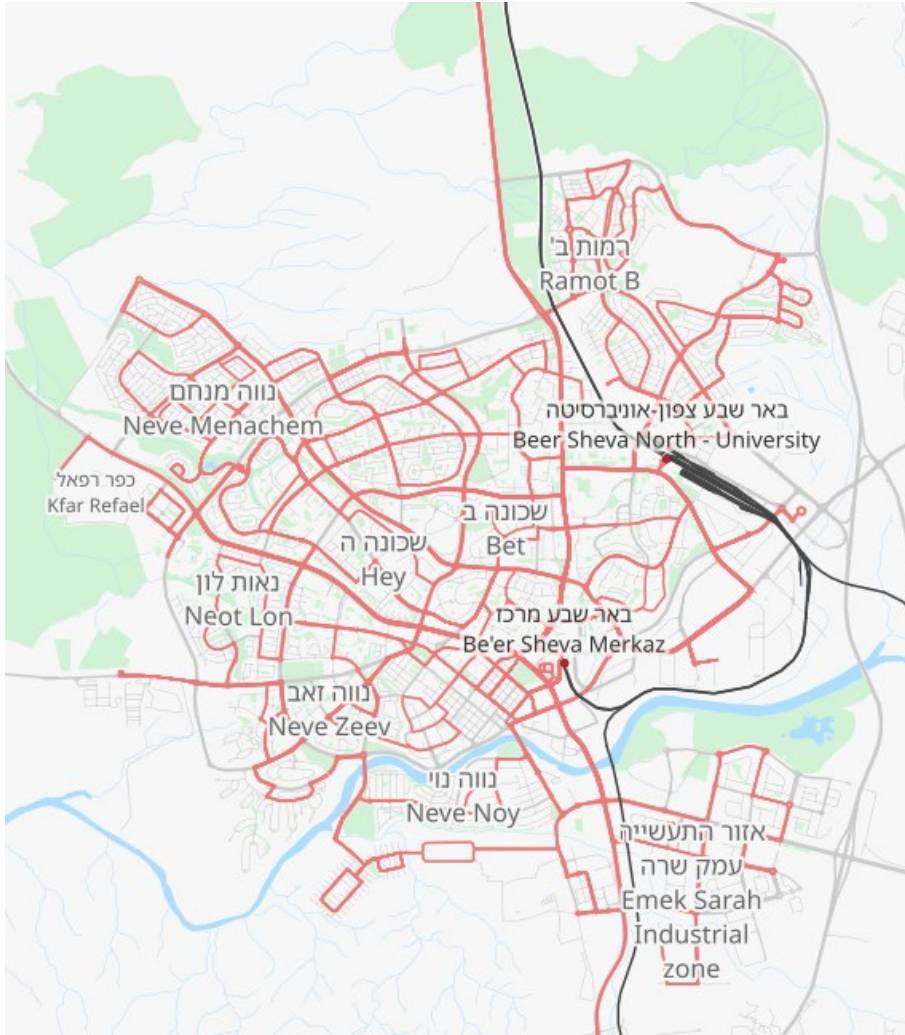 רמות ב'
Ramot B
באר שבע צפון-אוניברסיטה
Beer Sheva North - University
נווה מנחם
Neve Menachem
כפר רפאל
Kfar Refael
שכונה ב
Bet
שכונה ה
Hey
נאות לון
Neot Lon
באר שבע מרכז
Be'er Sheva Merkaz
נווה זאב
Neve Zeev
נווה נוי
Neve Noy
אזור התעשייה
עמק שרה
Emek Sarah
Industrial
zone